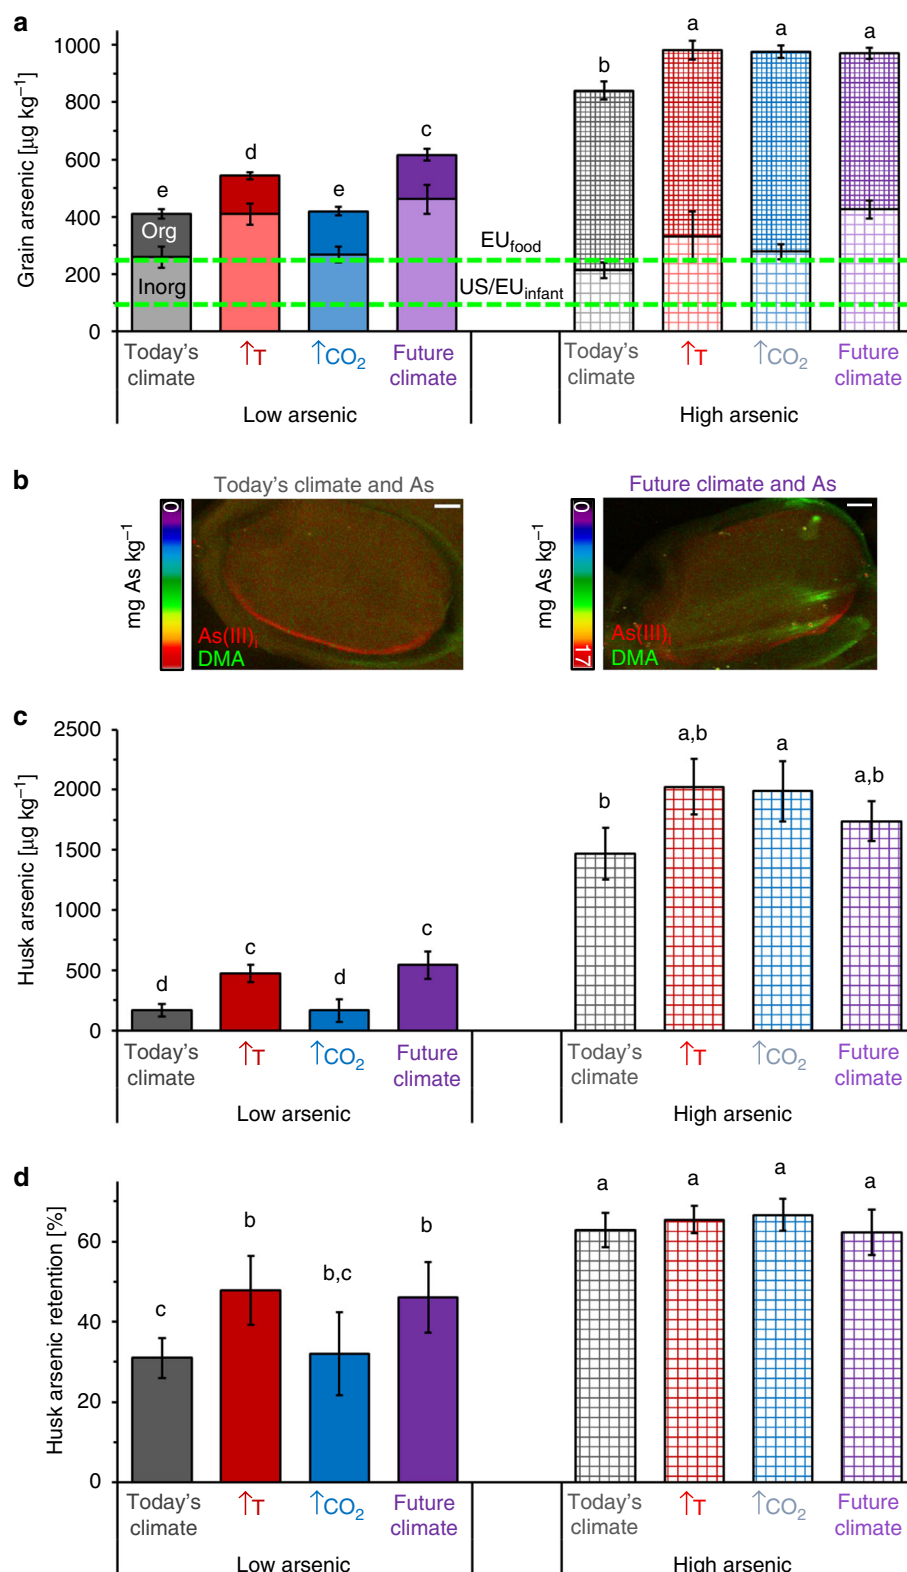 a
Grain arsenic [µg kg⁻¹]
1000
800
600
400
200
0
e
d
e
c
b
a
a
a
Org
Inorg
EU_food
US/EU_infant
Today's climate
↑T
↑CO₂
Future climate
Today's climate
↑T
↑CO₂
Future climate
Low arsenic
High arsenic
b
Today's climate and As
Future climate and As
mg As kg⁻¹
0
As(III)ᵢ
DMA
mg As kg⁻¹
0
17
As(III)ᵢ
DMA
c
Husk arsenic [µg kg⁻¹]
2500
2000
1500
1000
500
0
d
c
d
c
b
a,b
a
a,b
Today's climate
↑T
↑CO₂
Future climate
Today's climate
↑T
↑CO₂
Future climate
Low arsenic
High arsenic
d
Husk arsenic retention [%]
60
40
20
0
c
b
b,c
b
a
a
a
a
Today's climate
↑T
↑CO₂
Future climate
Today's climate
↑T
↑CO₂
Future climate
Low arsenic
High arsenic